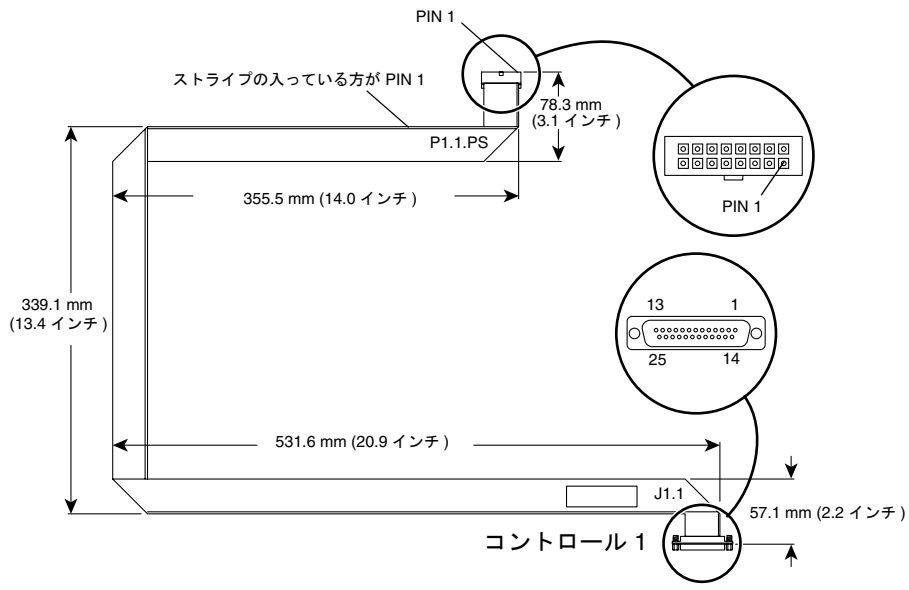 PIN 1
ストライプの入っている方が PIN 1
78.3 mm
(3.1 インチ )
P1.1.PS
PIN 1
355.5 mm (14.0 インチ )
339.1 mm
(13.4 インチ )
13 1
25 14
531.6 mm (20.9 インチ )
J1.1
57.1 mm (2.2 インチ )
コントロール 1